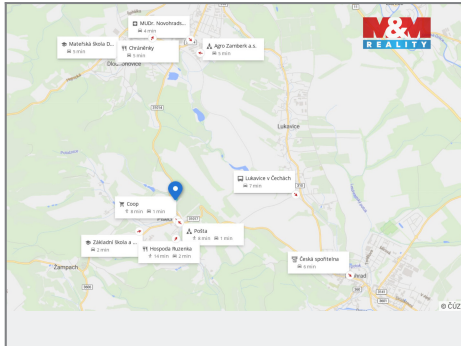 MUDr. Novohrads...
4 min
M&M
REALITY
Mateřská škola D...
5 min
Chráněnky
5 min
Agro Žamberk a.s.
6 min
Lukavice
Lukavice v Čechách
7 min
Coop
8 min 1 min
Pošta
8 min 1 min
Základní škola a ...
2 min
Hospoda Ruzenka
14 min 2 min
Žampach
Česká spořitelna
8 min
© ČÚZ